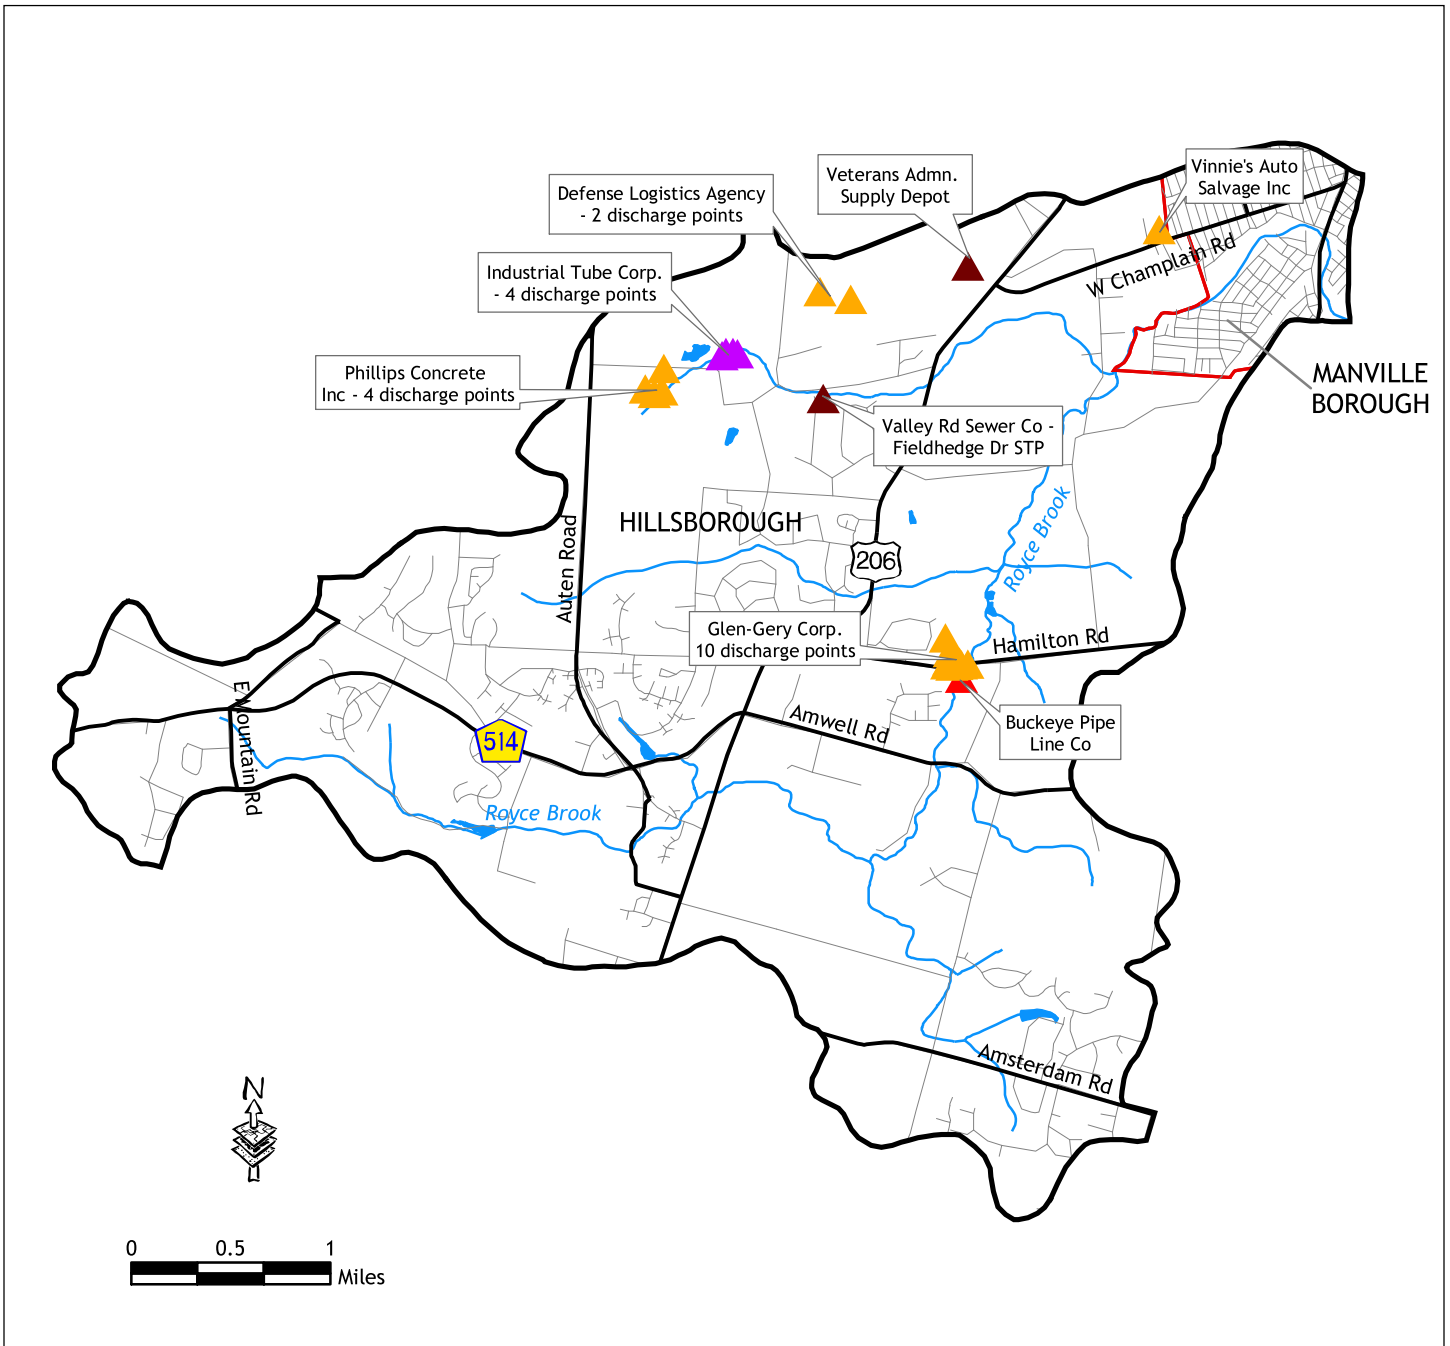 Vinnie's Auto
Salvage Inc
Veterans Admn.
Supply Depot
Defense Logistics Agency
- 2 discharge points
W Champlain Rd
Industrial Tube Corp.
- 4 discharge points
Phillips Concrete
Inc - 4 discharge points
MANVILLE
BOROUGH
Valley Rd Sewer Co -
Fieldhedge Dr STP
HILLSBOROUGH
Royce Brook
Auten Road
206
Glen-Gery Corp.
10 discharge points
Hamilton Rd
E Mountain Rd
Amwell Rd
Buckeye Pipe
Line Co
514
Royce Brook
Amsterdam Rd
N
0 0.5 1
Miles